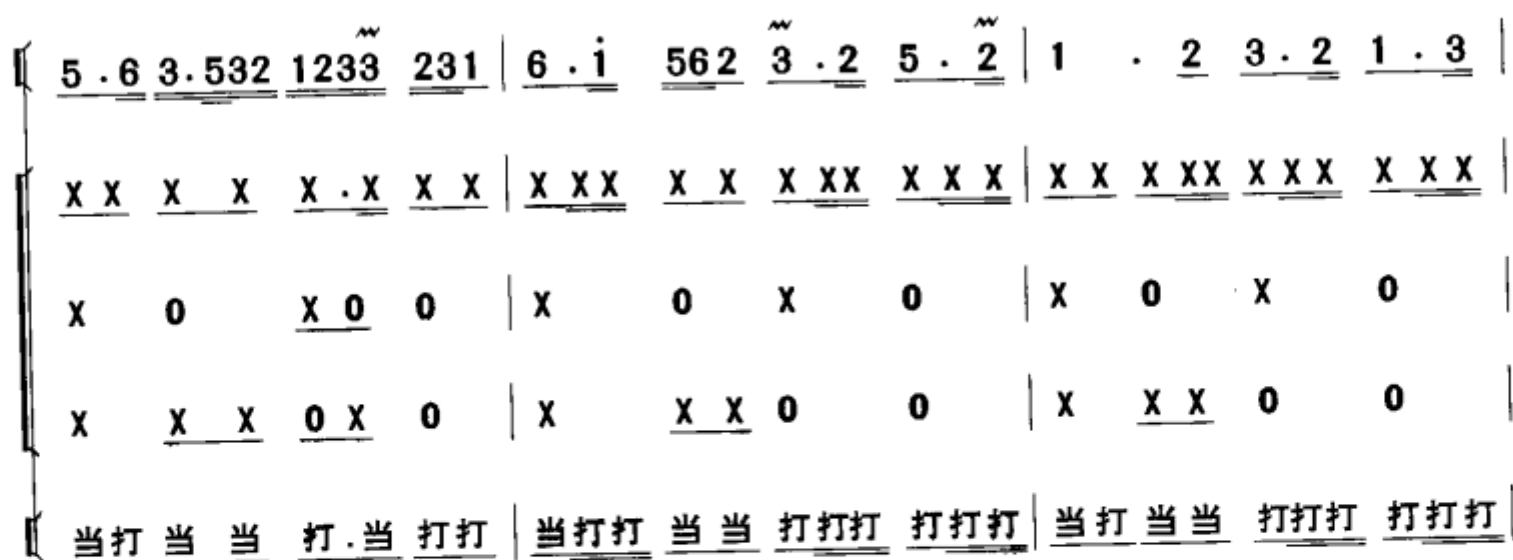 5 . 6 3.532 1233 231 | 6 . i 562 3 . 2 5 . 2 | 1 . 2 3 . 2 1 . 3 |
X X X X X . X X X | X XX X X X XX X X X | X X X XX X X X X X X |
X 0 X 0 0 | X 0 X 0 | X 0 X 0 |
X X X 0 X 0 | X X X 0 0 | X X X 0 0 |
当打 当 当 打 . 当 打打 | 当打打 当 当 打打打 打打打 | 当打 当当 打打打 打打打 |